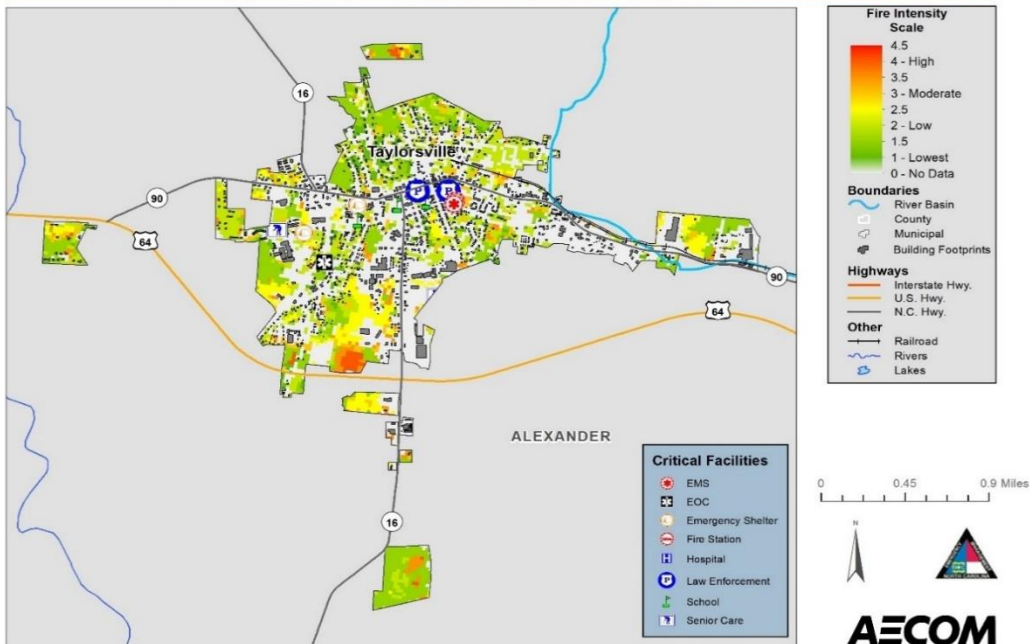 16
Taylorsville
90
64
P
P
90
64
ALEXANDER
16
Fire Intensity
Scale
4.5
4 - High
3.5
3 - Moderate
2.5
2 - Low
1.5
1 - Lowest
0 - No Data
Boundaries
River Basin
County
Municipal
Building Footprints
Highways
Interstate Hwy.
U.S. Hwy.
N.C. Hwy.
Other
Railroad
Rivers
Lakes
Critical Facilities
EMS
EOC
Emergency Shelter
Fire Station
H Hospital
P Law Enforcement
School
Senior Care
0 0.45 0.9 Miles
N
NORTH CAROLINA
AECOM